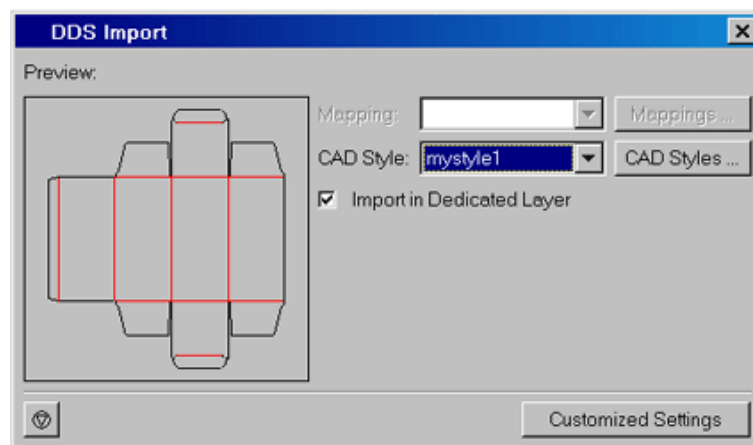 DDS Import
Preview:
Mapping:
Mappings ...
CAD Style: mystyle1
CAD Styles ...
Import in Dedicated Layer
Customized Settings